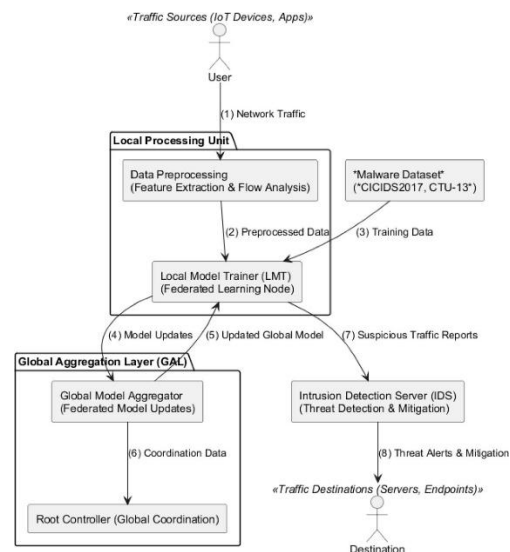 «Traffic Sources (IoT Devices, Apps)»
User
(1) Network Traffic
Local Processing Unit
Data Preprocessing
(Feature Extraction & Flow Analysis)
*Malware Dataset*
(*CICIDS2017, CTU-13*)
(2) Preprocessed Data
(3) Training Data
Local Model Trainer (LMT)
(Federated Learning Node)
(4) Model Updates
(5) Updated Global Model
(7) Suspicious Traffic Reports
Global Aggregation Layer (GAL)
Global Model Aggregator
(Federated Model Updates)
Intrusion Detection Server (IDS)
(Threat Detection & Mitigation)
(6) Coordination Data
(8) Threat Alerts & Mitigation
«Traffic Destinations (Servers, Endpoints)»
Root Controller (Global Coordination)
Destination